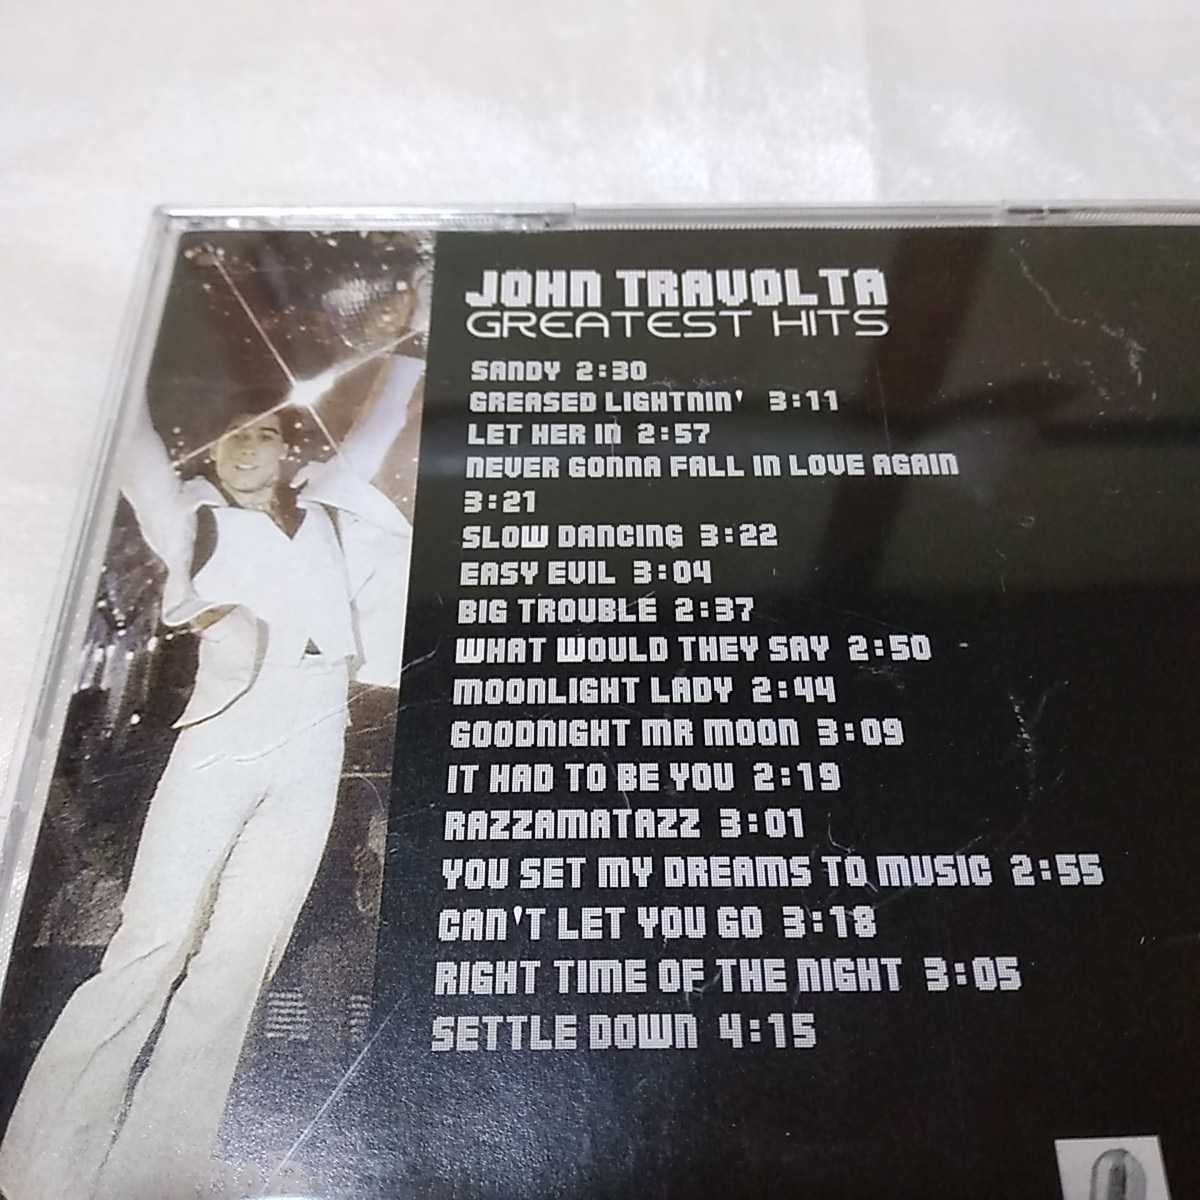 JOHN TRAVOLTA
GREATEST HITS
SANDY 2:30
GREASED LIGHTNIN' 3:11
LET HER IN 2:57
NEVER GONNA FALL IN LOVE AGAIN
3:21
SLOW DANCING 3:22
EASY EVIL 3:04
BIG TROUBLE 2:37
WHAT WOULD THEY SAY 2:50
MOONLIGHT LADY 2:44
GOODNIGHT MR MOON 3:09
IT HAD TO BE YOU 2:19
RAZZAMATAZZ 3:01
YOU SET MY DREAMS TO MUSIC 2:55
CAN'T LET YOU GO 3:18
RIGHT TIME OF THE NIGHT 3:05
SETTLE DOWN 4:15